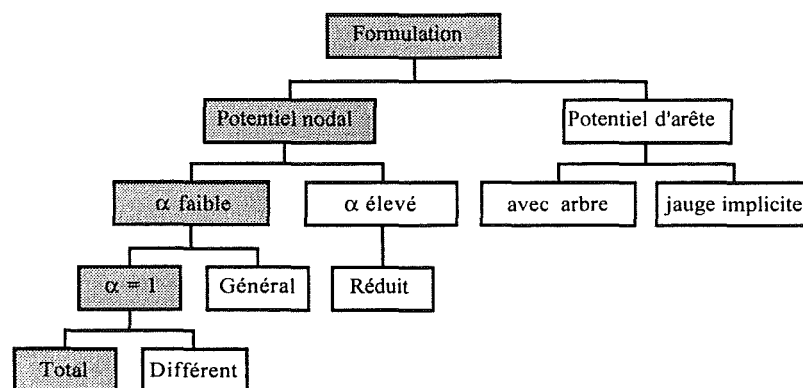 Formulation
Potentiel nodal
Potentiel d'arête
α faible
α élevé
avec arbre
jauge implicite
α = 1
Général
Réduit
Total
Différent